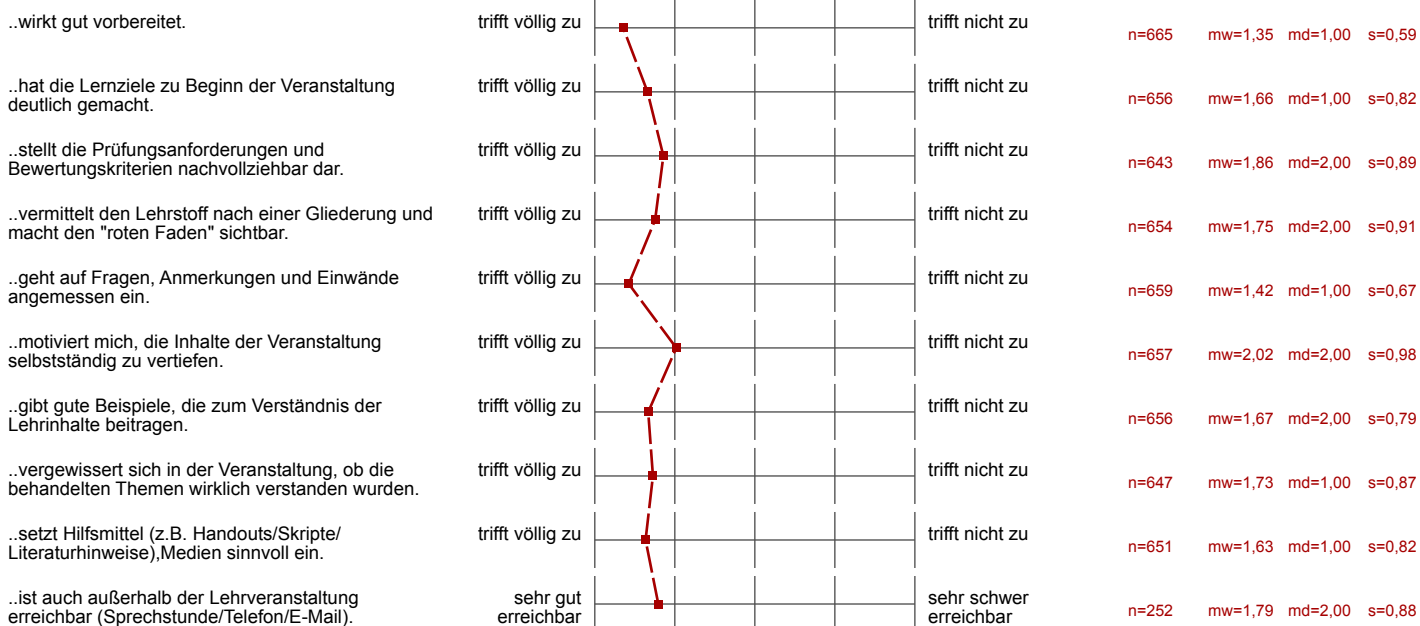 ..wirkt gut vorbereitet. trifft völlig zu trifft nicht zu n=665 mw=1,35 md=1,00 s=0,59
..hat die Lernziele zu Beginn der Veranstaltung
deutlich gemacht. trifft völlig zu trifft nicht zu n=656 mw=1,66 md=1,00 s=0,82
..stellt die Prüfungsanforderungen und
Bewertungskriterien nachvollziehbar dar. trifft völlig zu trifft nicht zu n=643 mw=1,86 md=2,00 s=0,89
..vermittelt den Lehrstoff nach einer Gliederung und
macht den "roten Faden" sichtbar. trifft völlig zu trifft nicht zu n=654 mw=1,75 md=2,00 s=0,91
..geht auf Fragen, Anmerkungen und Einwände
angemessen ein. trifft völlig zu trifft nicht zu n=659 mw=1,42 md=1,00 s=0,67
..motiviert mich, die Inhalte der Veranstaltung
selbstständig zu vertiefen. trifft völlig zu trifft nicht zu n=657 mw=2,02 md=2,00 s=0,98
..gibt gute Beispiele, die zum Verständnis der
Lehrinhalte beitragen. trifft völlig zu trifft nicht zu n=656 mw=1,67 md=2,00 s=0,79
..vergewissert sich in der Veranstaltung, ob die
behandelten Themen wirklich verstanden wurden. trifft völlig zu trifft nicht zu n=647 mw=1,73 md=1,00 s=0,87
..setzt Hilfsmittel (z.B. Handouts/Skripte/
Literaturhinweise),Medien sinnvoll ein. trifft völlig zu trifft nicht zu n=651 mw=1,63 md=1,00 s=0,82
..ist auch außerhalb der Lehrveranstaltung sehr gut sehr schwer
erreichbar (Sprechstunde/Telefon/E-Mail). erreichbar erreichbar n=252 mw=1,79 md=2,00 s=0,88